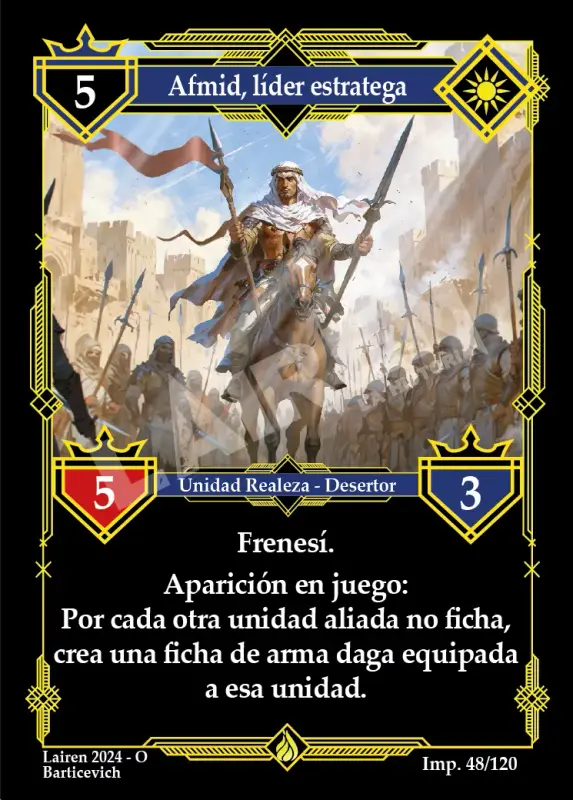 5
Afmid, líder estratega
5
Unidad Realeza - Desertor
3
Frenesí.
Aparición en juego:
Por cada otra unidad aliada no ficha,
crea una ficha de arma daga equipada
a esa unidad.
Lairen 2024 - O
Barticevich
Imp. 48/120